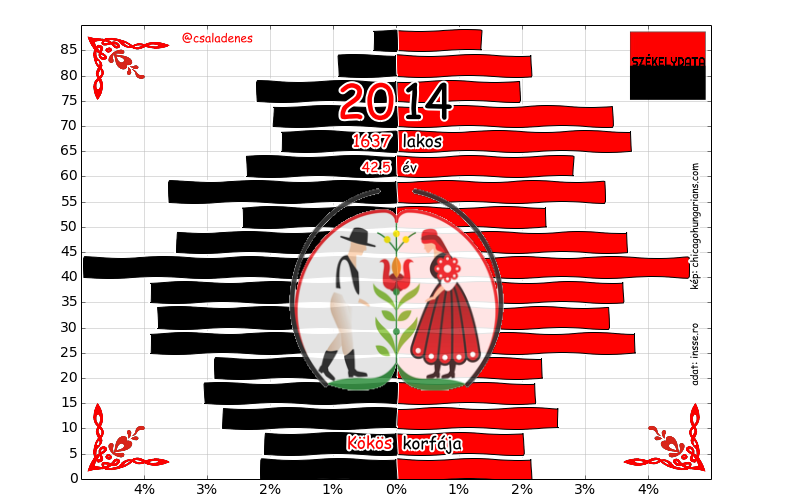 @csaladenes
SZÉKELYDATA
2014
1637 lakos
42,5 év
kép: chicagohungarians.com
adat: insse.ro
Kökös korfája
85
80
75
70
65
60
55
50
45
40
35
30
25
20
15
10
5
0
4% 3% 2% 1% 0% 1% 2% 3% 4%